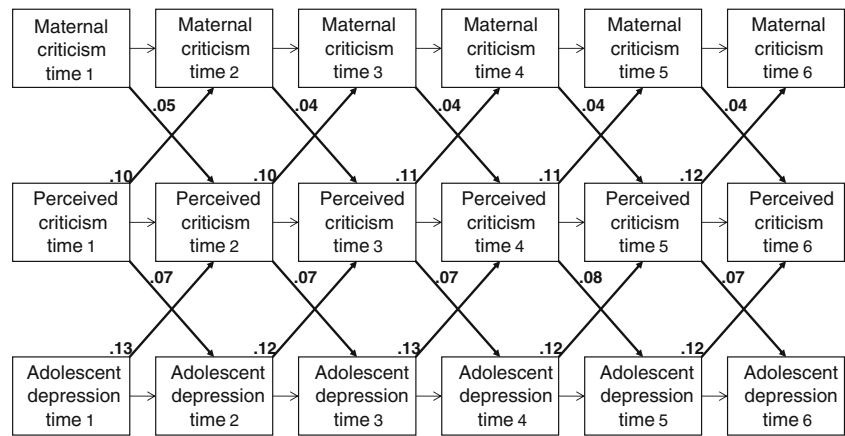 Maternal
criticism
time 1
Maternal
criticism
time 2
Maternal
criticism
time 3
Maternal
criticism
time 4
Maternal
criticism
time 5
Maternal
criticism
time 6
.05
.04
.04
.04
.04
.10
.10
.11
.11
.12
Perceived
criticism
time 1
Perceived
criticism
time 2
Perceived
criticism
time 3
Perceived
criticism
time 4
Perceived
criticism
time 5
Perceived
criticism
time 6
.07
.07
.07
.08
.07
.13
.12
.13
.12
.12
Adolescent
depression
time 1
Adolescent
depression
time 2
Adolescent
depression
time 3
Adolescent
depression
time 4
Adolescent
depression
time 5
Adolescent
depression
time 6